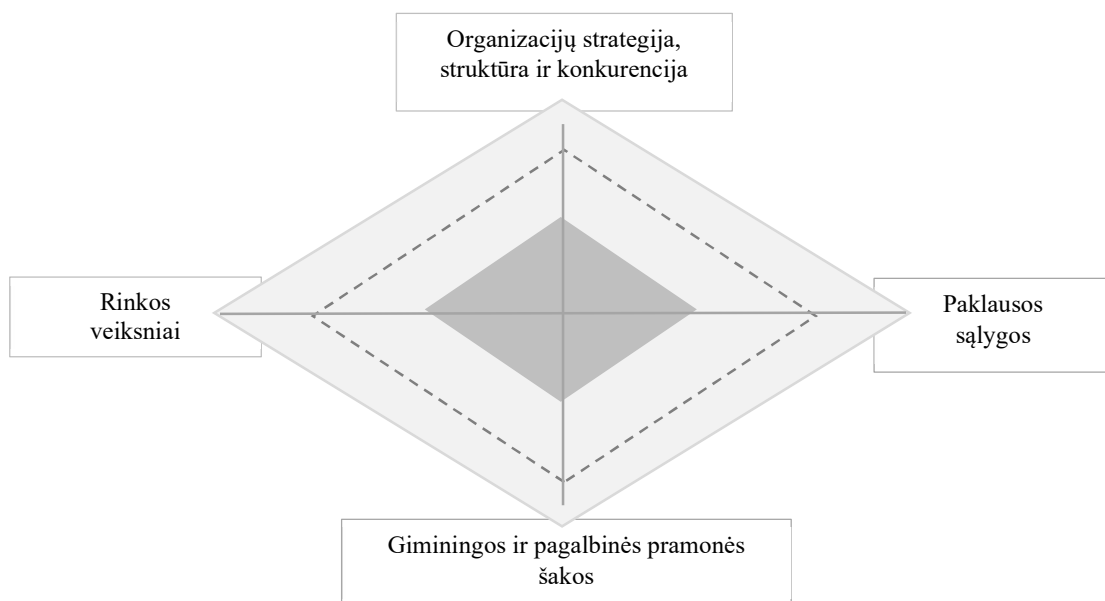 Organizacijų strategija,
struktūra ir konkurencija
Rinkos
veiksniai
Paklausos
sąlygos
Giminingos ir pagalbinės pramonės
šakos